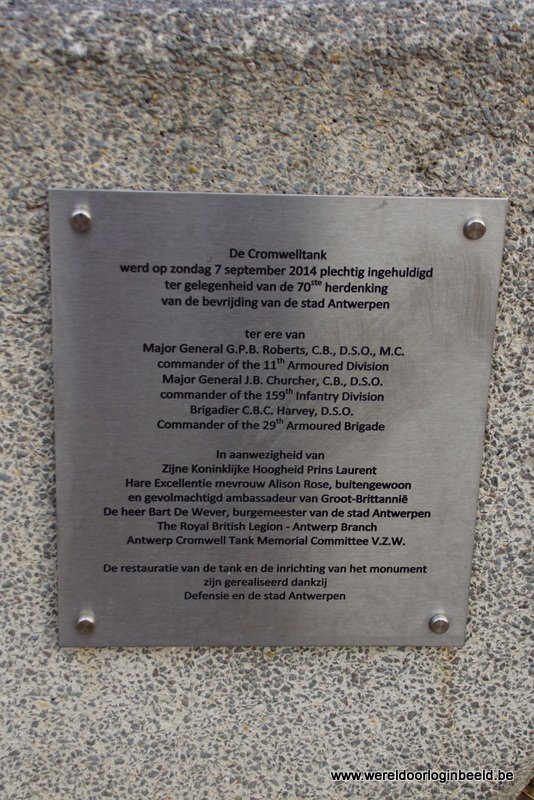 De Cromwelltank
werd op zondag 7 september 2014 plechtig ingehuldigd
ter gelegenheid van de 70ste herdenking
van de bevrijding van de stad Antwerpen
ter ere van
Major General G.P.B. Roberts, C.B., D.S.O., M.C.
commander of the 11th Armoured Division
Major General J.B. Churcher, C.B., D.S.O.
commander of the 159th Infantry Division
Brigadier C.B.C. Harvey, D.S.O.
Commander of the 29th Armoured Brigade
In aanwezigheid van
Zijne Koninklijke Hoogheid Prins Laurent
Hare Excellentie mevrouw Alison Rose, buitengewoon
en gevolmachtigd ambassadeur van Groot-Brittannië
De heer Bart De Wever, burgemeester van de stad Antwerpen
The Royal British Legion - Antwerp Branch
Antwerp Cromwell Tank Memorial Committee V.Z.W.
De restauratie van de tank en de inrichting van het monument
zijn gerealiseerd dankzij
Defensie en de stad Antwerpen
www.wereldoorloginbeeld.be